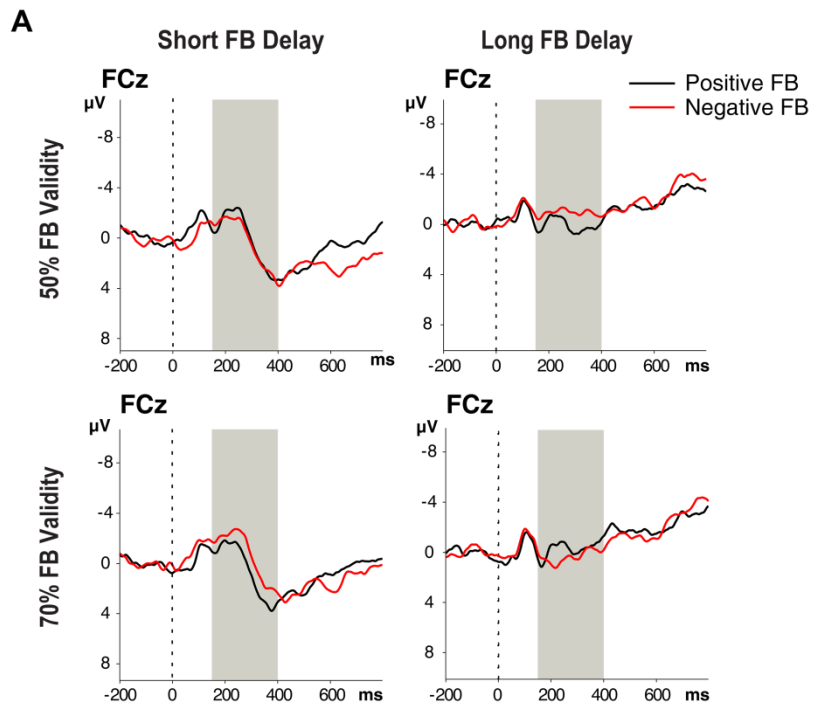 A
Short FB Delay
Long FB Delay
50% FB Validity
FCz
µV
-8
-4
0
4
8
-200 0 200 400 600 ms
FCz
µV
-8
-4
0
4
8
-200 0 200 400 600 ms
Positive FB
Negative FB
70% FB Validity
FCz
µV
-8
-4
0
4
8
-200 0 200 400 600 ms
FCz
µV
-8
-4
0
4
8
-200 0 200 400 600 ms